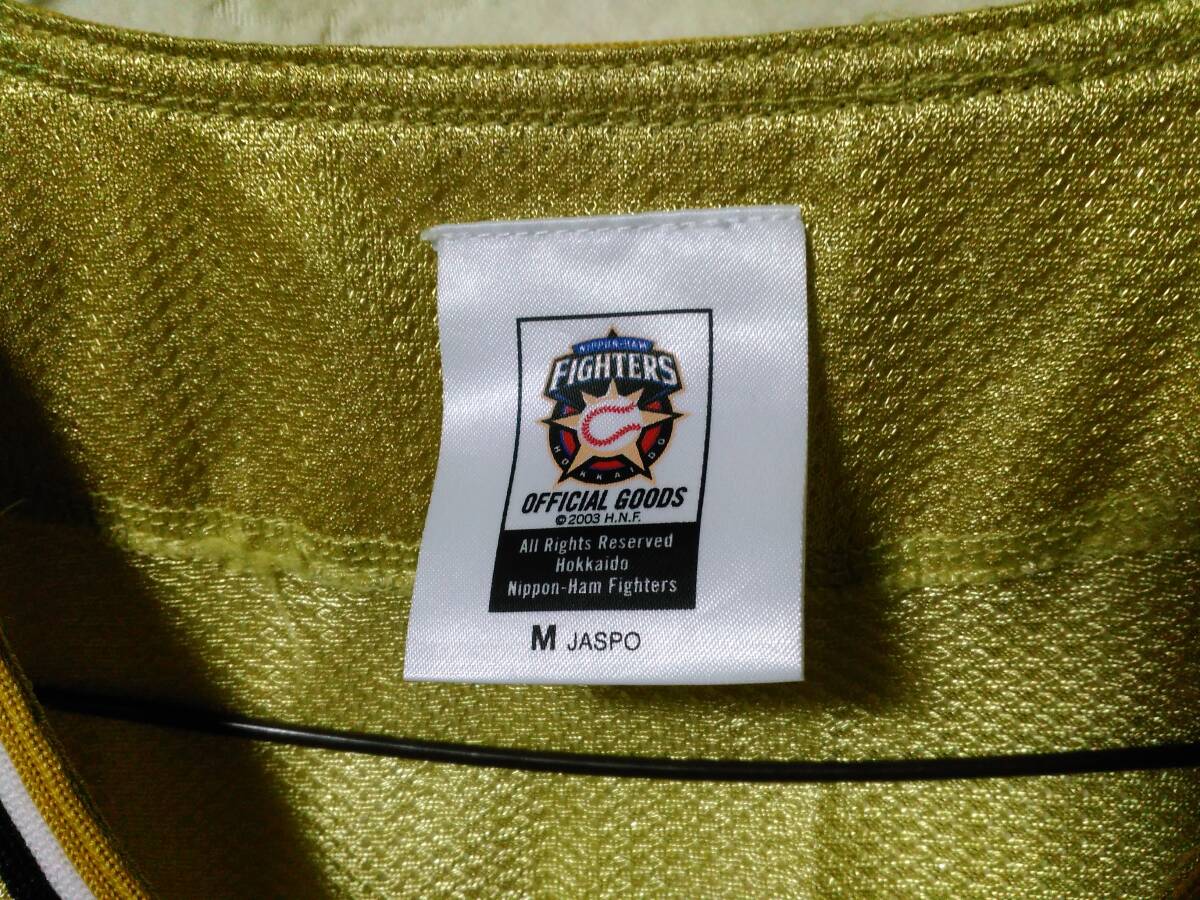 NIPPON-HAM
FIGHTERS
HOKKAIDO
OFFICIAL GOODS
© 2003 H.N.F.
All Rights Reserved
Hokkaido
Nippon-Ham Fighters
M JASPO